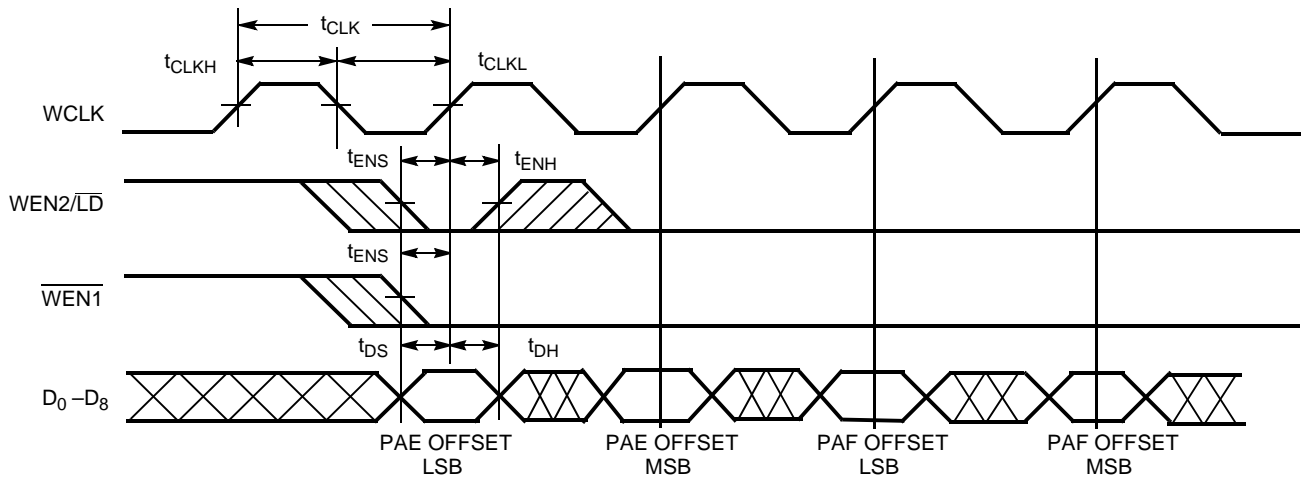 tCLK
tCLKH
tCLKL
WCLK
tENS
tENH
WEN2/LD
tENS
WEN1
tDS
tDH
D0 –D8
PAE OFFSET
LSB
PAE OFFSET
MSB
PAF OFFSET
LSB
PAF OFFSET
MSB